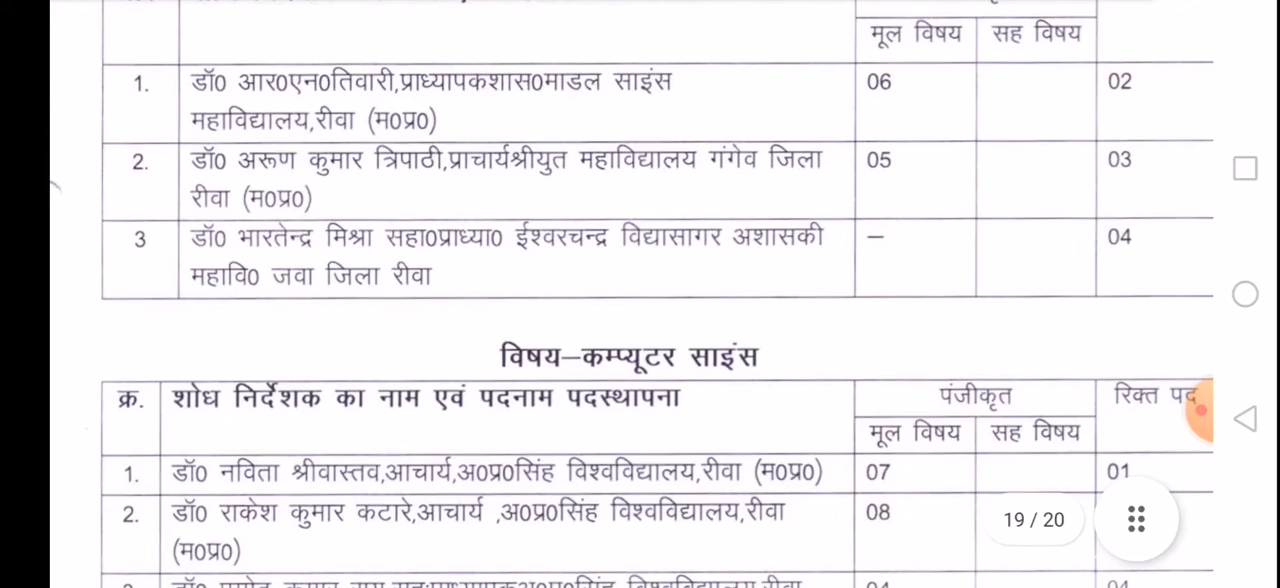 मूल विषय सह विषय
1. डॉ0 आर0एन0तिवारी,प्राध्यापकशास0माडल साइंस 06 02
महाविद्यालय,रीवा (म0प्र0)
2. डॉ0 अरूण कुमार त्रिपाठी,प्राचार्यश्रीयुत महाविद्यालय गंगेव जिला 05 03
रीवा (म0प्र0)
3 डॉ0 भारतेन्द्र मिश्रा सहा0प्राध्या0 ईश्वरचन्द्र विद्यासागर अशासकी – 04
महावि0 जवा जिला रीवा
विषय–कम्प्यूटर साइंस
क्र. शोध निर्देशक का नाम एवं पदनाम पदस्थापना पंजीकृत रिक्त पद
मूल विषय सह विषय
1. डॉ0 नविता श्रीवास्तव,आचार्य,अ0प्र0सिंह विश्वविद्यालय,रीवा (म0प्र0) 07 01
2. डॉ0 राकेश कुमार कटारे,आचार्य ,अ0प्र0सिंह विश्वविद्यालय,रीवा 08
(म0प्र0)
19 / 20